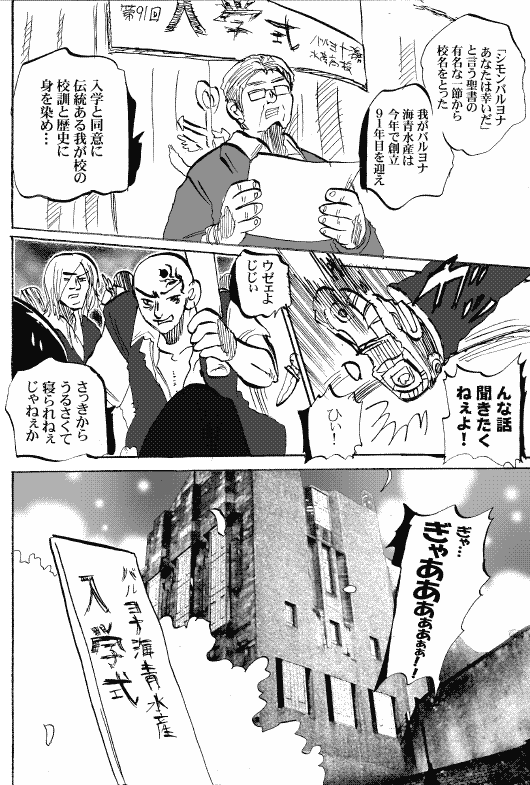 第91回
入学式
バルヨナ海青
水産高校
「シモンバルヨナ
あなたは幸いだ」
と言う聖書の
有名な一節から
校名をとった
我がバルヨナ
海青水産は
今年で創立
91年目を迎え
入学と同意に
伝統ある我が校の
校訓と歴史に
身を染め…
んな話
聞きたく
ねぇよ！
ひい！
ウゼェよ
じじぃ
さっきから
うるさくて
寝られねぇ
じゃねぇか
ぎゃ…
ぎゃあああぁぁぁぁ!!
バルヨナ海青水産
入学式